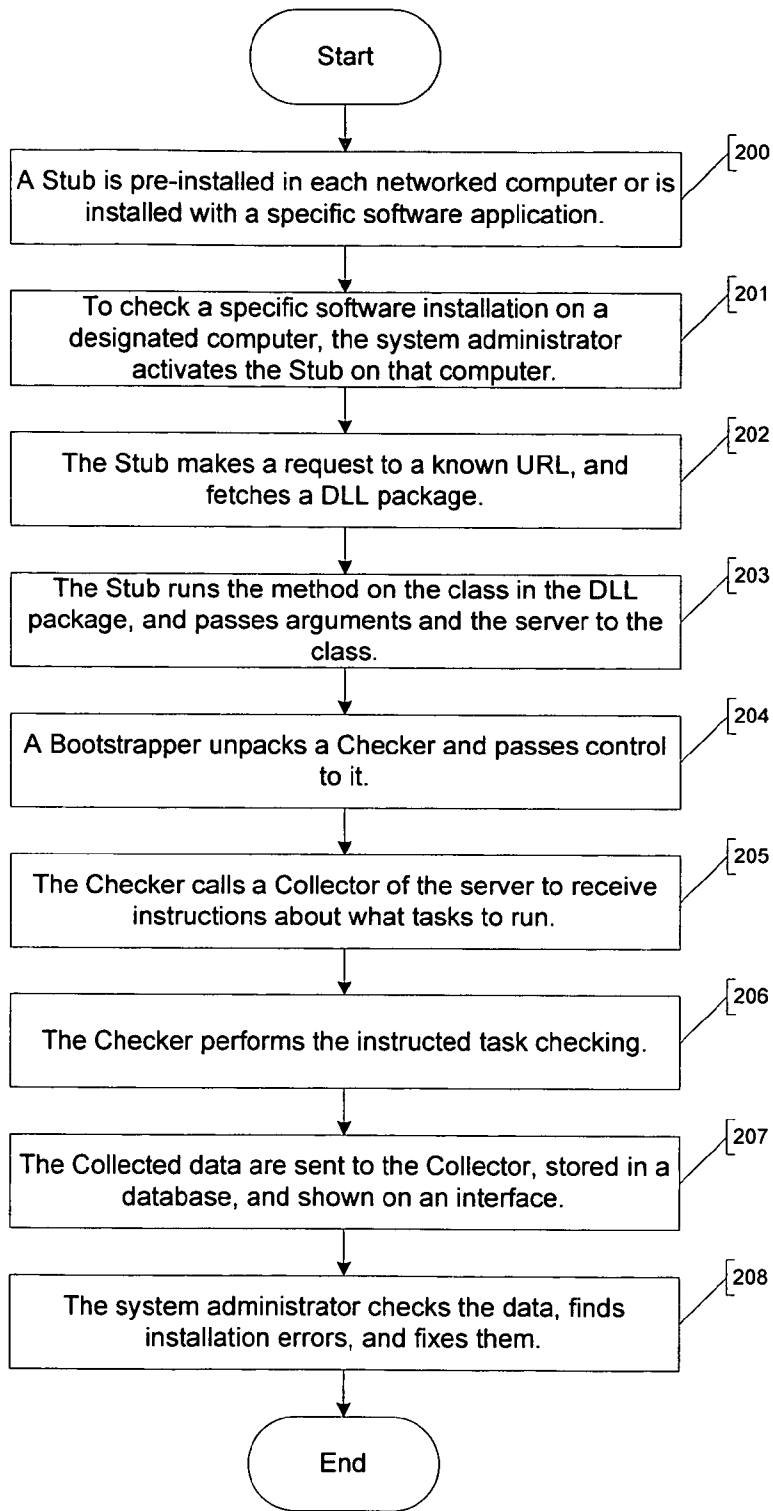 Start
200
A Stub is pre-installed in each networked computer or is
installed with a specific software application.
201
To check a specific software installation on a
designated computer, the system administrator
activates the Stub on that computer.
202
The Stub makes a request to a known URL, and
fetches a DLL package.
203
The Stub runs the method on the class in the DLL
package, and passes arguments and the server to the
class.
204
A Bootstrapper unpacks a Checker and passes control
to it.
205
The Checker calls a Collector of the server to receive
instructions about what tasks to run.
206
The Checker performs the instructed task checking.
207
The Collected data are sent to the Collector, stored in a
database, and shown on an interface.
208
The system administrator checks the data, finds
installation errors, and fixes them.
End